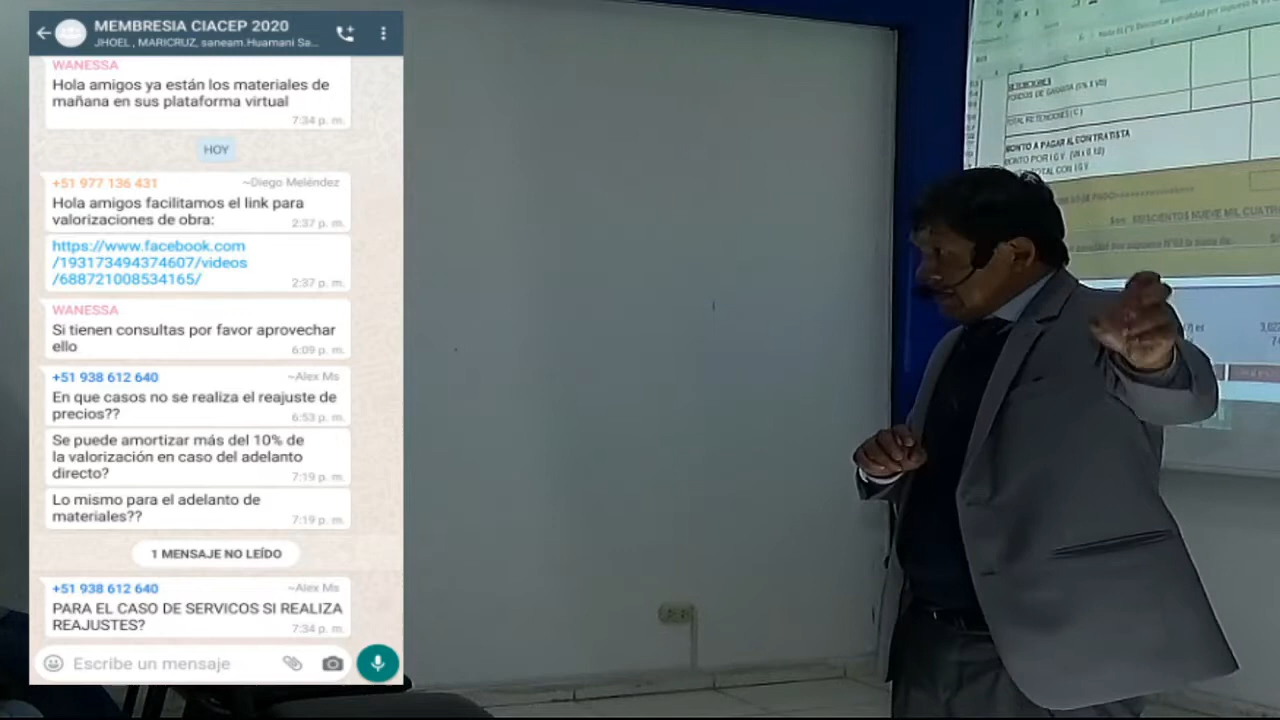 MEMBRESIA CIACEP 2020
JHOEL, MARICRUZ, saneam.Huamani Sa...
WANESSA
Hola amigos ya están los materiales de
mañana en sus plataforma virtual
7:34 p. m.
HOY
+51 977 136 431 ~Diego Meléndez
Hola amigos facilitamos el link para
valorizaciones de obra:
2:37 p. m.
https://www.facebook.com
/193173494374607/videos
/688721008534165/
2:37 p. m.
WANESSA
Si tienen consultas por favor aprovechar
ello
6:09 p. m.
+51 938 612 640 ~Alex Ms
En que casos no se realiza el reajuste de
precios??
6:53 p. m.
Se puede amortizar más del 10% de
la valorización en caso del adelanto
directo?
7:19 p. m.
Lo mismo para el adelanto de
materiales??
7:19 p. m.
1 MENSAJE NO LEÍDO
+51 938 612 640 ~Alex Ms
PARA EL CASO DE SERVICOS SI REALIZA
REAJUSTES?
7:34 p. m.
Escribe un mensaje
TOTAL RETENCIONES
MONTO A PAGAR AL CONTRATISTA